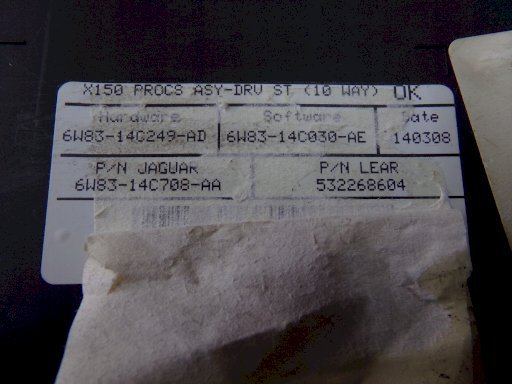 X150 PROCS ASY-DRV ST (10 WAY) OK
Hardware Software Date
6W83-14C249-AD 6W83-14C030-AE 140308
P/N JAGUAR P/N LEAR
6W83-14C708-AA 532268604